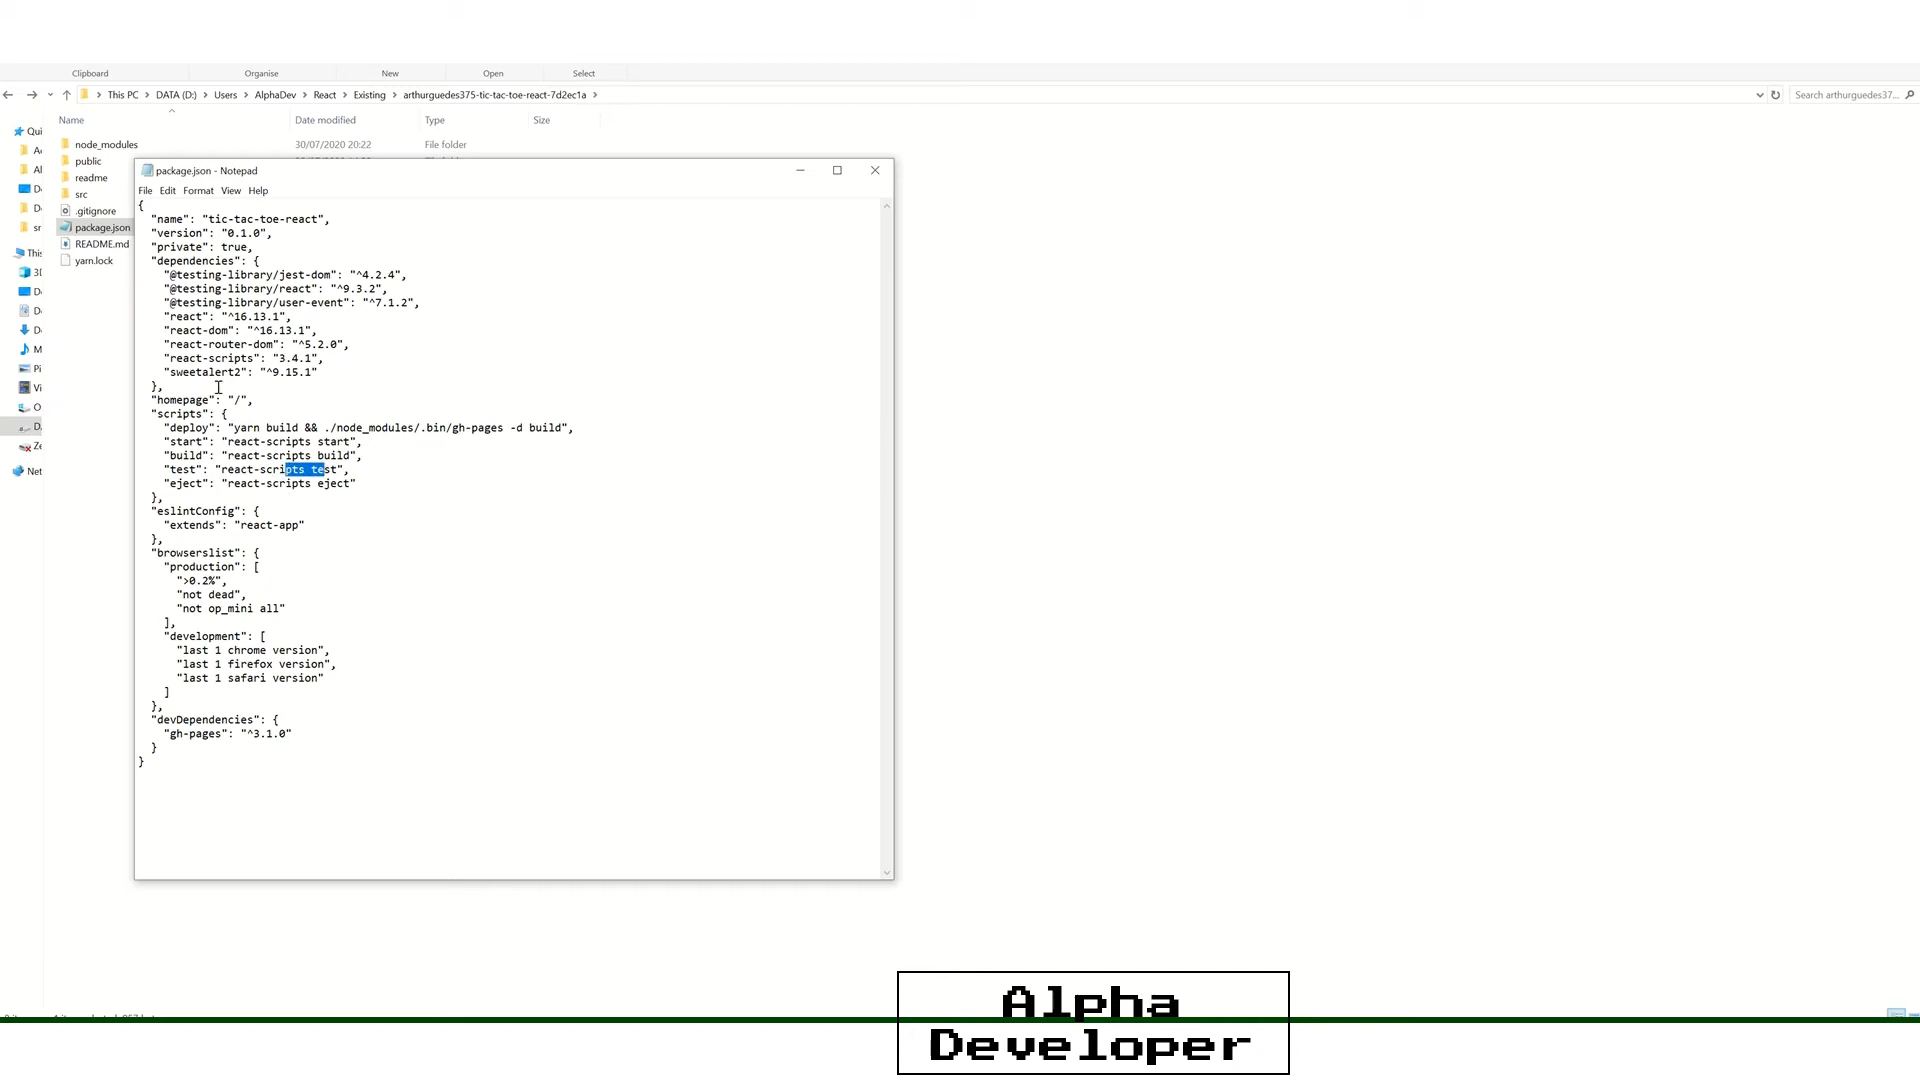 Clipboard
Organise
New
Open
Select
This PC > DATA (D:) > Users > AlphaDev > React > Existing > arthurguedes375-tic-tac-toe-react-7d2ec1a >
Search arthurguedes37...
Name
Date modified
Type
Size
Qui
node_modules
30/07/2020 20:22
File folder
public
readme
src
.gitignore
package.json
README.md
yarn.lock
This
3D
Net
package.json - Notepad
File Edit Format View Help
{
"name": "tic-tac-toe-react",
"version": "0.1.0",
"private": true,
"dependencies": {
"@testing-library/jest-dom": "^4.2.4",
"@testing-library/react": "^9.3.2",
"@testing-library/user-event": "^7.1.2",
"react": "^16.13.1",
"react-dom": "^16.13.1",
"react-router-dom": "^5.2.0",
"react-scripts": "3.4.1",
"sweetalert2": "^9.15.1"
},
"homepage": "/",
"scripts": {
"deploy": "yarn build && ./node_modules/.bin/gh-pages -d build",
"start": "react-scripts start",
"build": "react-scripts build",
"test": "react-scripts test",
"eject": "react-scripts eject"
},
"eslintConfig": {
"extends": "react-app"
},
"browserslist": {
"production": [
">0.2%",
"not dead",
"not op_mini all"
],
"development": [
"last 1 chrome version",
"last 1 firefox version",
"last 1 safari version"
]
},
"devDependencies": {
"gh-pages": "^3.1.0"
}
}
Alpha
Developer